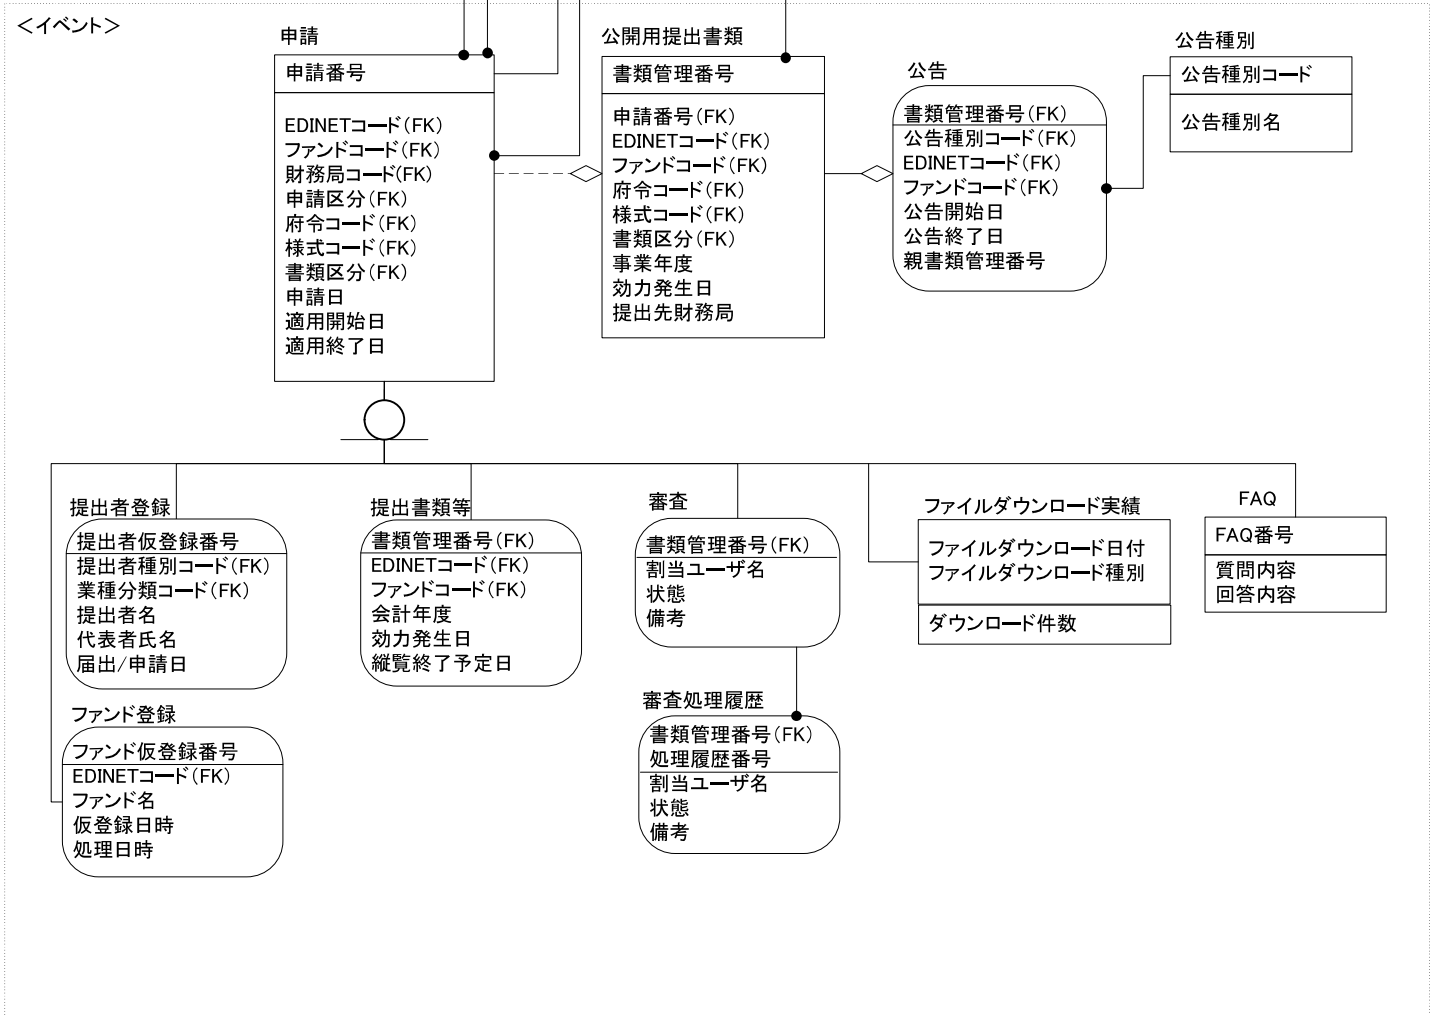 ＜イベント＞
申請
申請番号
EDINETコード(FK)
ファンドコード(FK)
財務局コード(FK)
申請区分(FK)
府令コード(FK)
様式コード(FK)
書類区分(FK)
申請日
適用開始日
適用終了日
公開用提出書類
書類管理番号
申請番号(FK)
EDINETコード(FK)
ファンドコード(FK)
府令コード(FK)
様式コード(FK)
書類区分(FK)
事業年度
効力発生日
提出先財務局
公告
書類管理番号(FK)
公告種別コード(FK)
EDINETコード(FK)
ファンドコード(FK)
公告開始日
公告終了日
親書類管理番号
公告種別
公告種別コード
公告種別名
提出者登録
提出者仮登録番号
提出者種別コード(FK)
業種分類コード(FK)
提出者名
代表者氏名
届出/申請日
ファンド登録
ファンド仮登録番号
EDINETコード(FK)
ファンド名
仮登録日時
処理日時
提出書類等
書類管理番号(FK)
EDINETコード(FK)
ファンドコード(FK)
会計年度
効力発生日
縦覧終了予定日
審査
書類管理番号(FK)
割当ユーザ名
状態
備考
審査処理履歴
書類管理番号(FK)
処理履歴番号
割当ユーザ名
状態
備考
ファイルダウンロード実績
ファイルダウンロード日付
ファイルダウンロード種別
ダウンロード件数
FAQ
FAQ番号
質問内容
回答内容